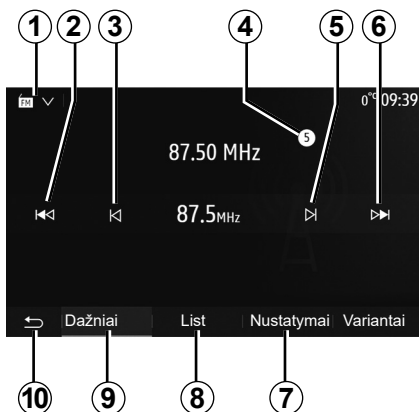 1 2 3 4 5 6
FM 0°C 09:39
5
87.50 MHz
87.5MHz
Dažniai List Nustatymai Variantai
10 9 8 7